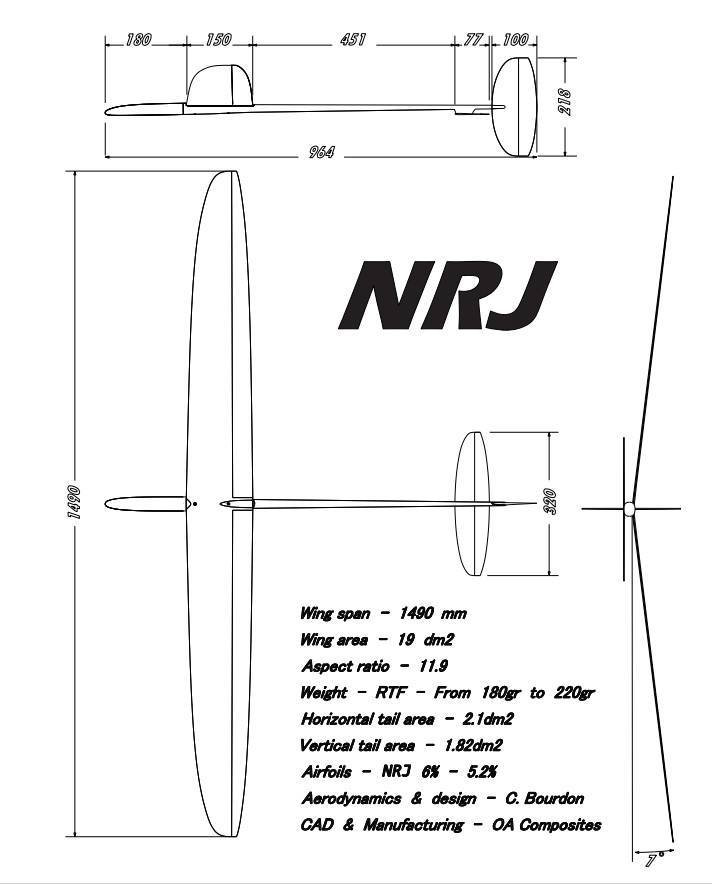 180 150 451 77 100
218
964
NRJ
1490
320
Wing span - 1490 mm
Wing area - 19 dm2
Aspect ratio - 11.9
Weight - RTF - From 180gr to 220gr
Horizontal tail area - 2.1dm2
Vertical tail area - 1.82dm2
Airfoils - NRJ 6% - 5.2%
Aerodynamics & design - C. Bourdon
CAD & Manufacturing - OA Composites
7°